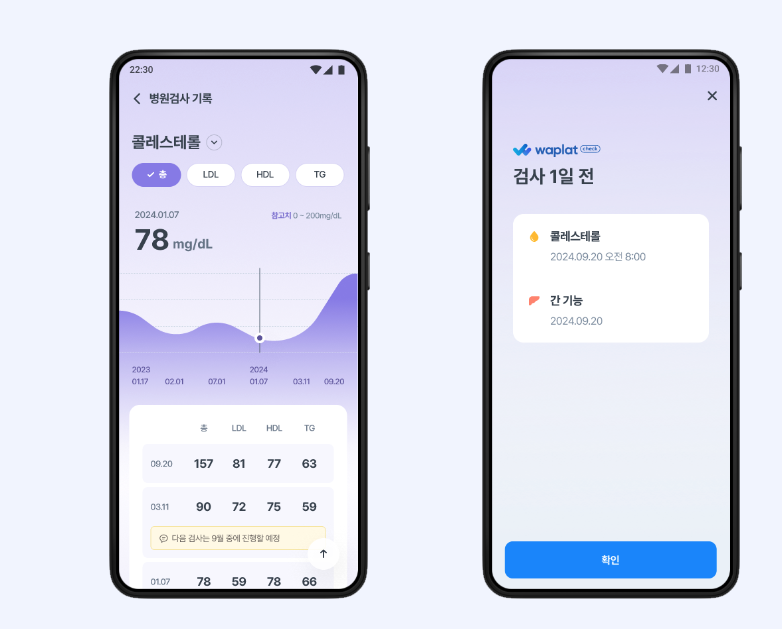 22:30
병원검사 기록
콜레스테롤
총 LDL HDL TG
2024.01.07
참고치 0 ~ 200mg/dL
78 mg/dL
2023 2024
01.17 02.01 07.01 01.07 03.11 09.20
총 LDL HDL TG
09.20 157 81 77 63
03.11 90 72 75 59
다음 검사는 9월 중에 진행할 예정
01.07 78 59 78 66
12:30
waplat check
검사 1일 전
콜레스테롤
2024.09.20 오전 8:00
간 기능
2024.09.20
확인